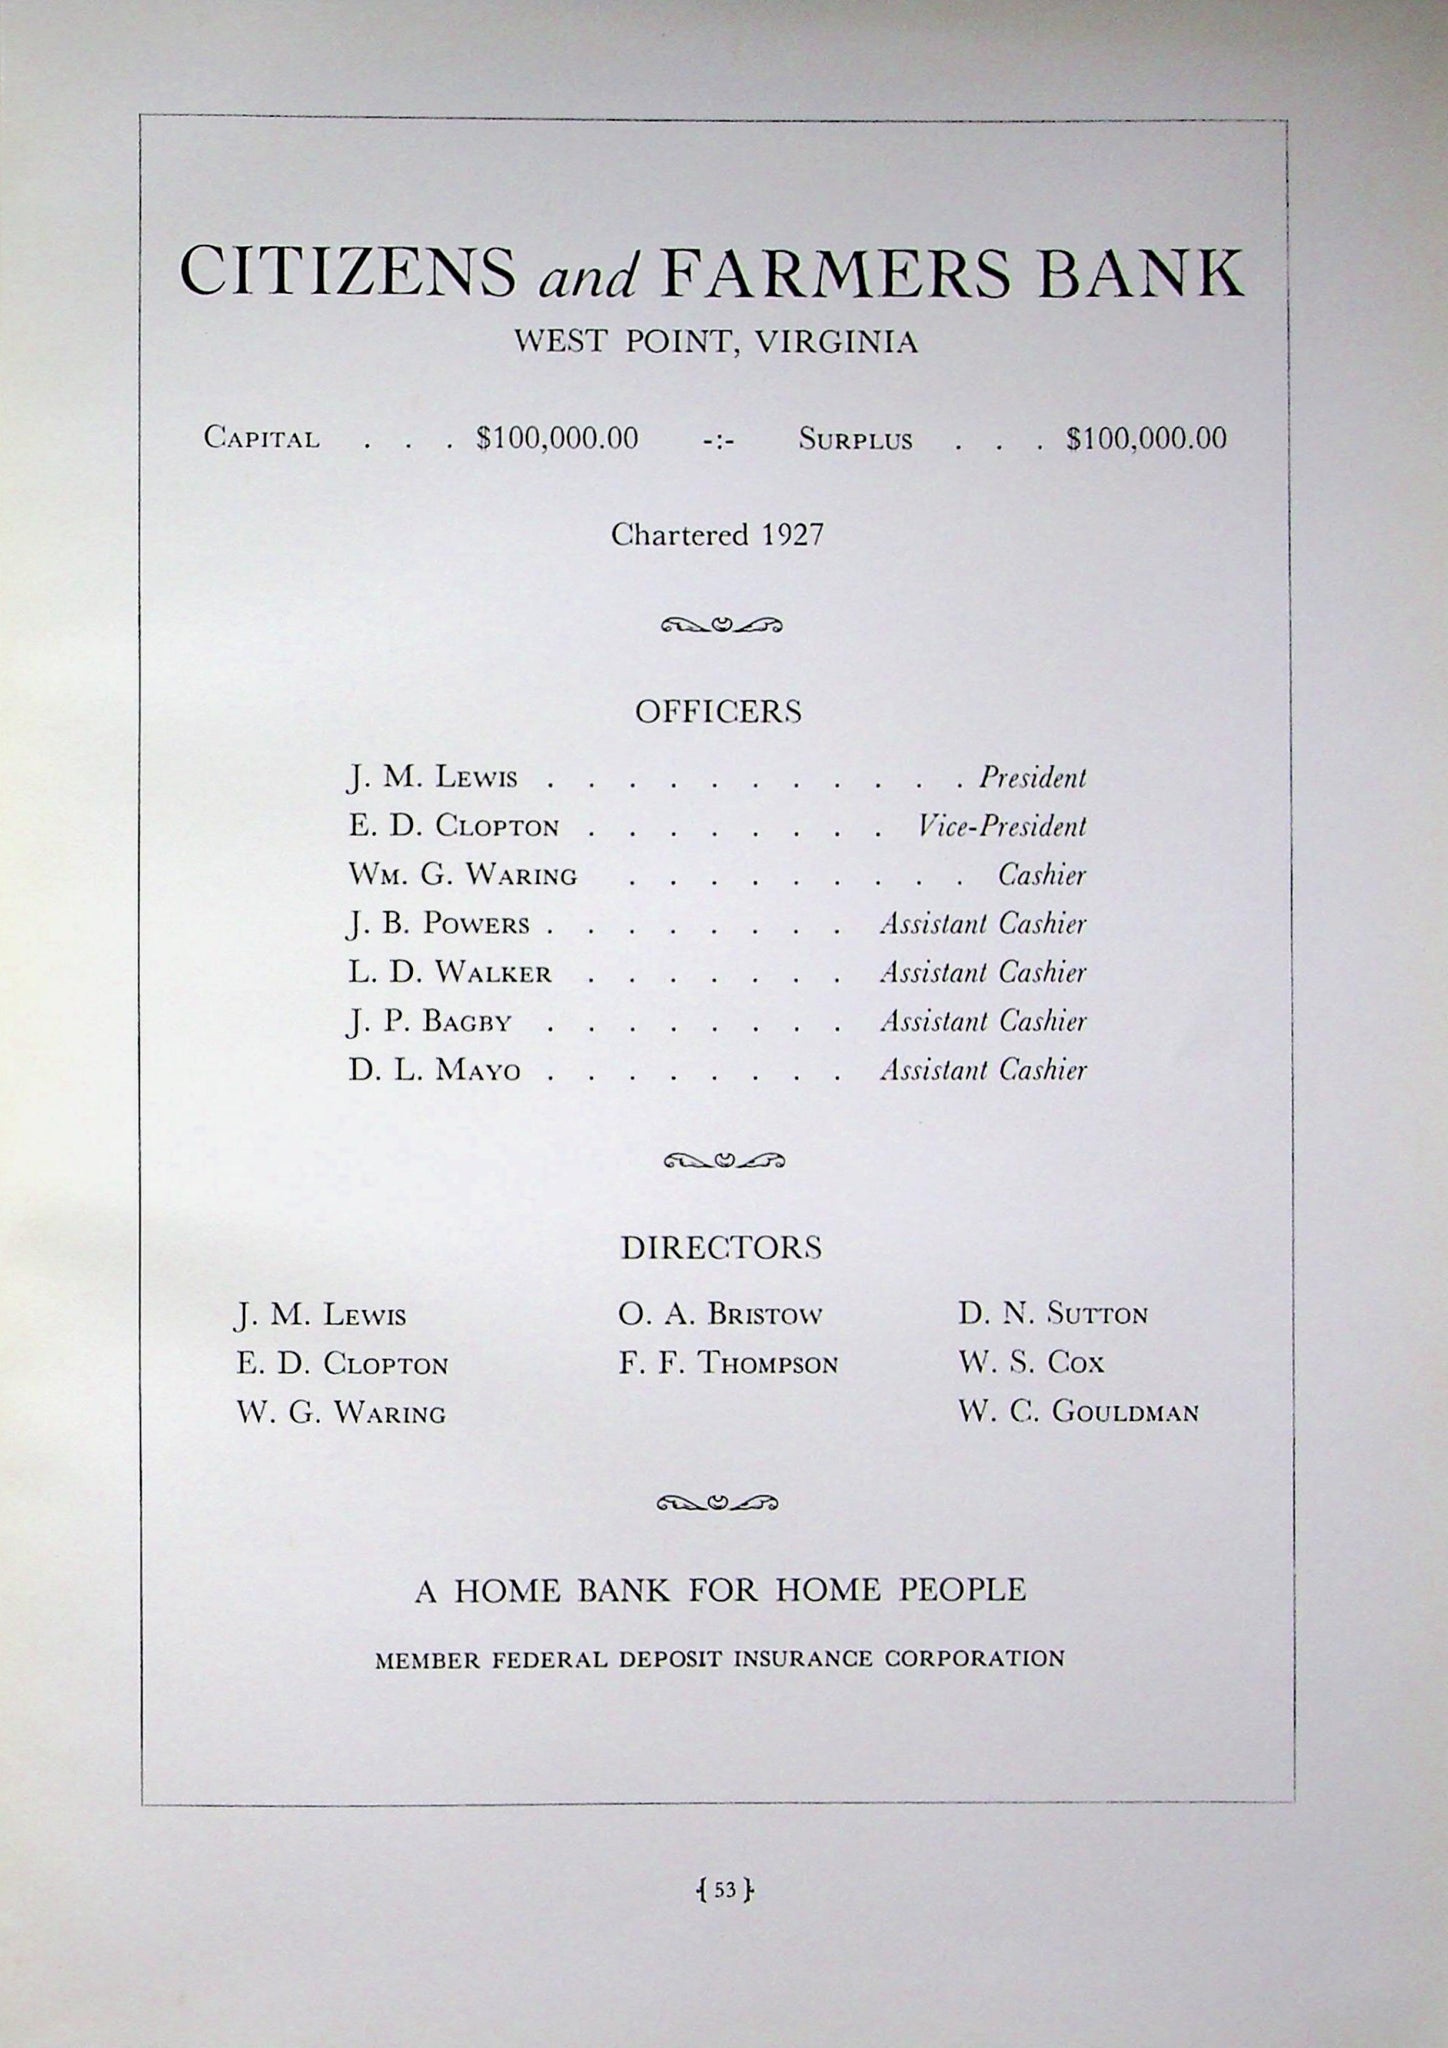 CITIZENS and FARMERS BANK
WEST POINT, VIRGINIA
CAPITAL . . . $100,000.00 -:- SURPLUS . . . $100,000.00
Chartered 1927
OFFICERS
J. M. LEWIS . . . . . . . . . . . President
E. D. CLOPTON . . . . . . . . Vice-President
WM. G. WARING . . . . . . . . . Cashier
J. B. POWERS . . . . . . . . Assistant Cashier
L. D. WALKER . . . . . . . Assistant Cashier
J. P. BAGBY . . . . . . . . Assistant Cashier
D. L. MAYO . . . . . . . . Assistant Cashier
DIRECTORS
J. M. LEWIS O. A. BRISTOW D. N. SUTTON
E. D. CLOPTON F. F. THOMPSON W. S. COX
W. G. WARING W. C. GOULDMAN
A HOME BANK FOR HOME PEOPLE
MEMBER FEDERAL DEPOSIT INSURANCE CORPORATION
{ 53 }